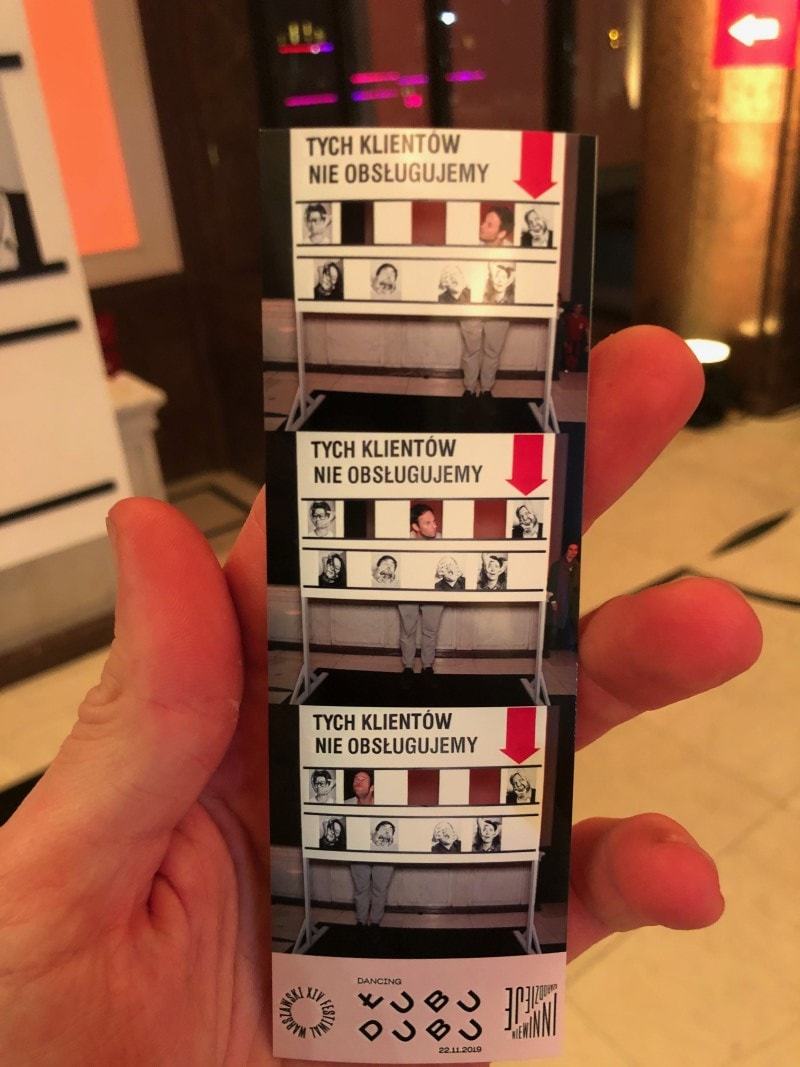 TYCH KLIENTÓW
NIE OBSŁUGUJEMY
TYCH KLIENTÓW
NIE OBSŁUGUJEMY
TYCH KLIENTÓW
NIE OBSŁUGUJEMY
WARSZAWSKI XIV FESTIWAL
DANCING
ŁUBU
DUBU
22.11.2019
INNI
NIEWINNI